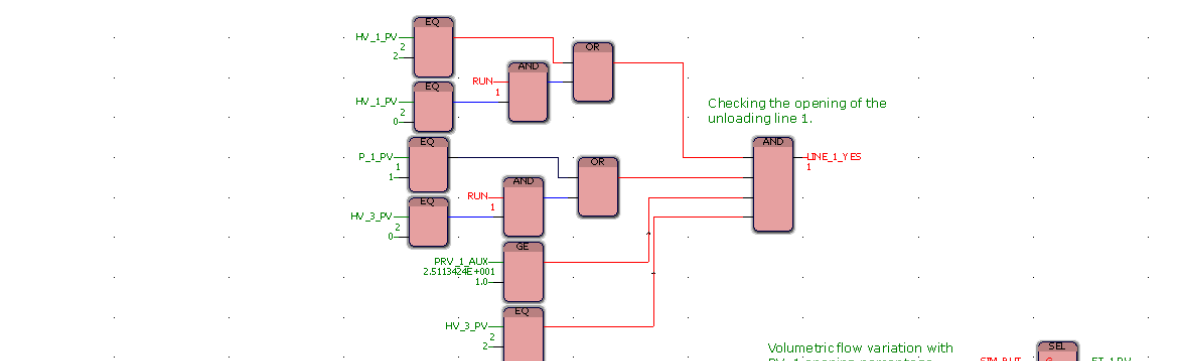 EQ
HV_1_PV
2
2
OR
AND
RUN
1
EQ
HV_1_PV
2
0
Checking the opening of the
unloading line 1.
EQ
P_1_PV
1
1
OR
AND
LINE_1_YES
1
AND
RUN
1
EQ
HV_3_PV
2
0
GE
PRV_1_AUX
2.5113424E+001
1.0
EQ
HV_3_PV
2
2
Volumetric flow variation with
SEL